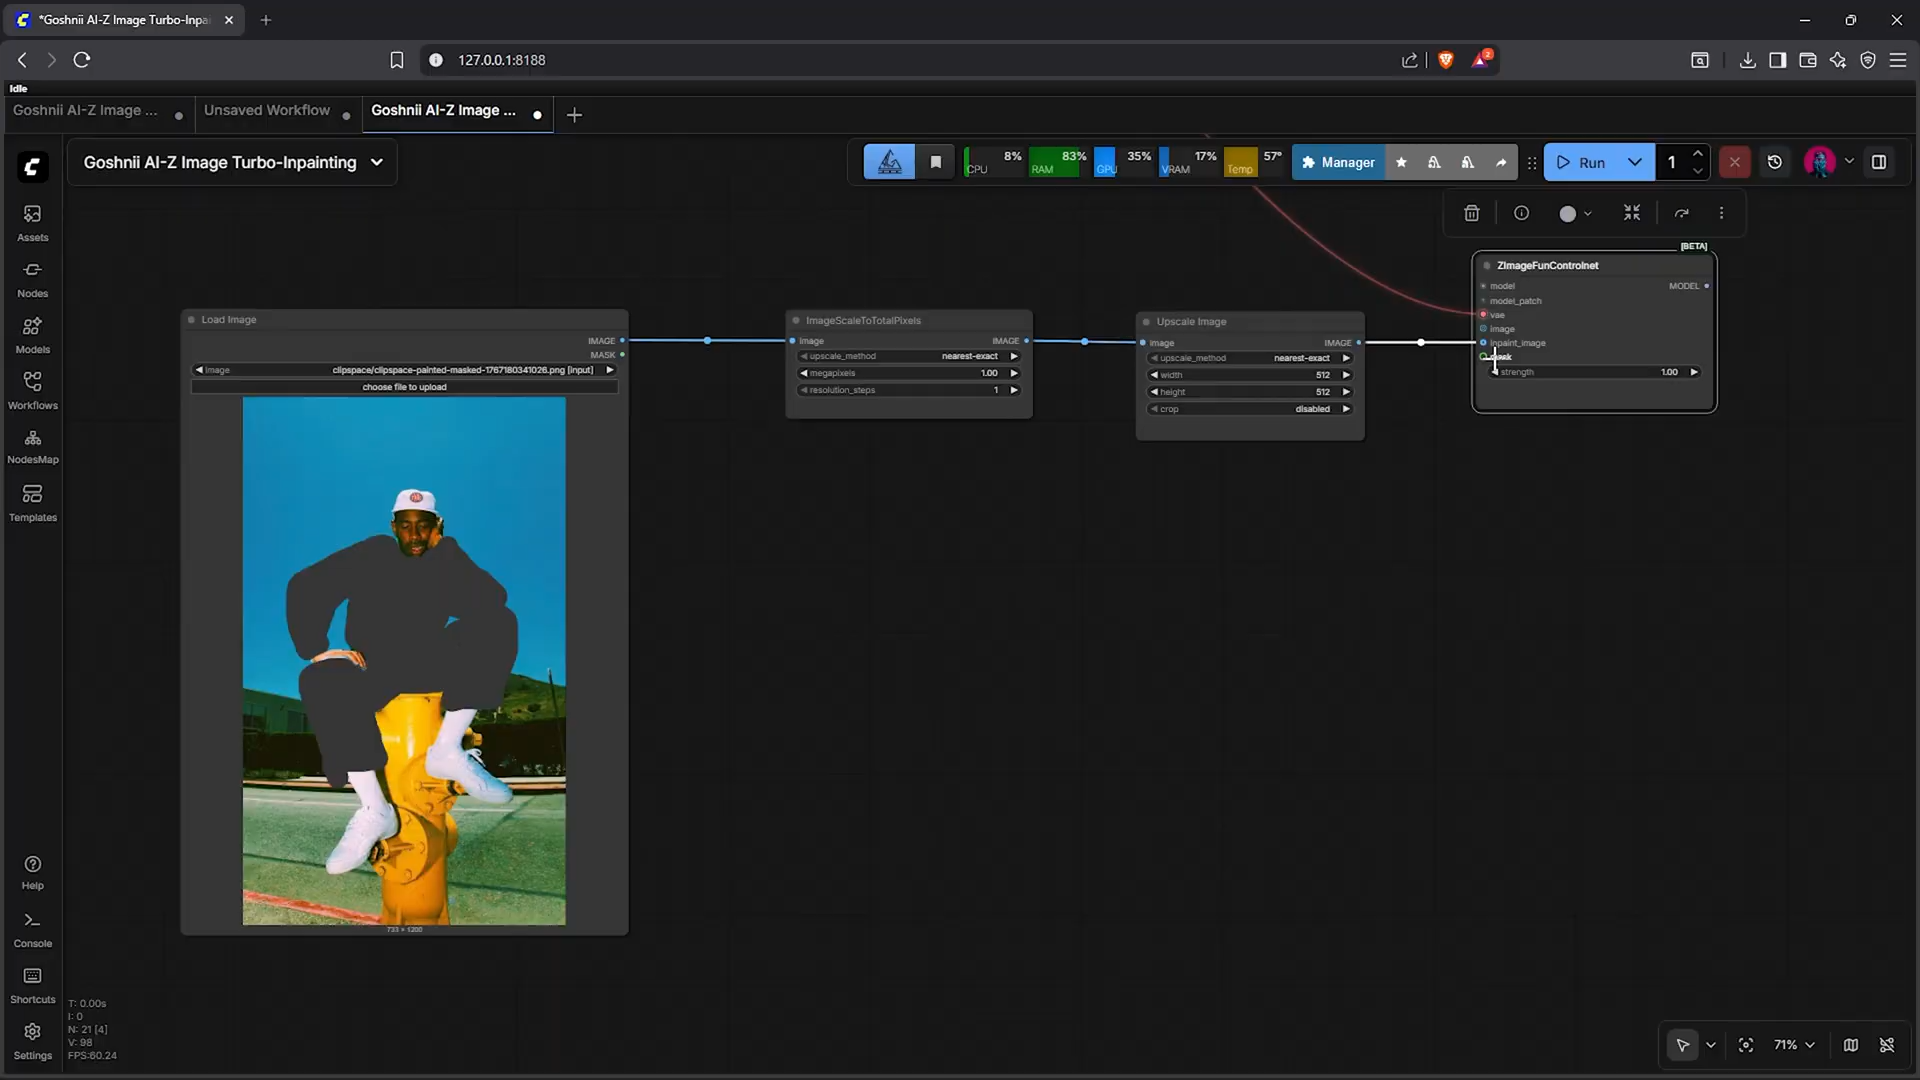 *Goshnii AI-Z Image Turbo-Inpai
127.0.0.1:8188
2
Idle
Goshnii AI-Z Image ...
Unsaved Workflow
Goshnii AI-Z Image ...
Goshnii AI-Z Image Turbo-Inpainting
CPU 8%
RAM 83%
GPU 35%
VRAM 17%
Temp 57°
Manager
Run
1
Assets
Nodes
Models
Workflows
NodesMap
Templates
Help
Console
Shortcuts
Settings
Load Image
IMAGE
MASK
image clipspace/clipspace-painted-masked-1767180341026.png [input]
choose file to upload
733 × 1200
ImageScaleToTotalPixels
image IMAGE
upscale_method nearest-exact
megapixels 1.00
resolution_steps 1
Upscale Image
image IMAGE
upscale_method nearest-exact
width 512
height 512
crop disabled
[BETA]
ZImageFunControlnet
model MODEL
model_patch
vae
image
inpaint_image
strength 1.00
T: 0.00s
I: 0
N: 21 [4]
V: 98
FPS:60.24
71%